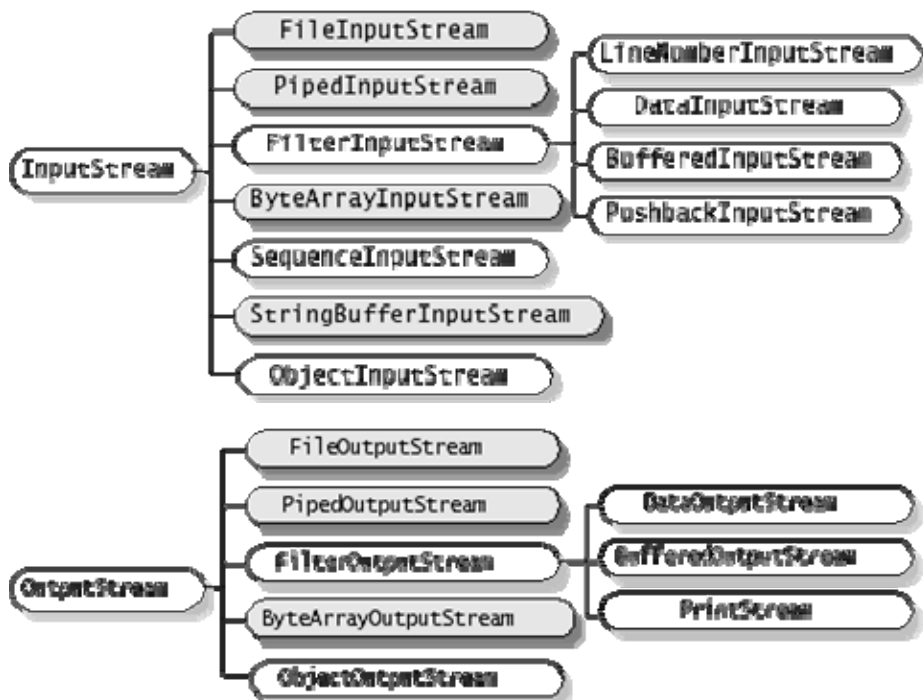 FileInputStream
PipedInputStream
FilterInputStream
InputStream
ByteArrayInputStream
SequenceInputStream
StringBufferInputStream
ObjectInputStream
LineNumberInputStream
DataInputStream
BufferedInputStream
PushbackInputStream
FileOutputStream
PipedOutputStream
FilterOutputStream
OutputStream
ByteArrayOutputStream
ObjectOutputStream
DataOutputStream
BufferedOutputStream
PrintStream